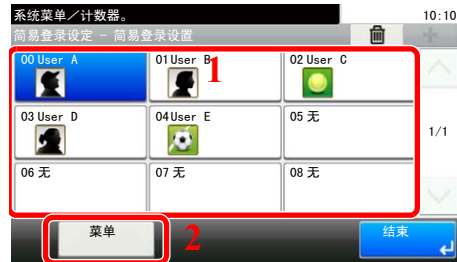 系统菜单／计数器。
10:10
简易登录设定 - 简易登录设置
00 User A
01 User B
1
02 User C
03 User D
04 User E
05 无
1/1
06 无
07 无
08 无
菜单
2
结束